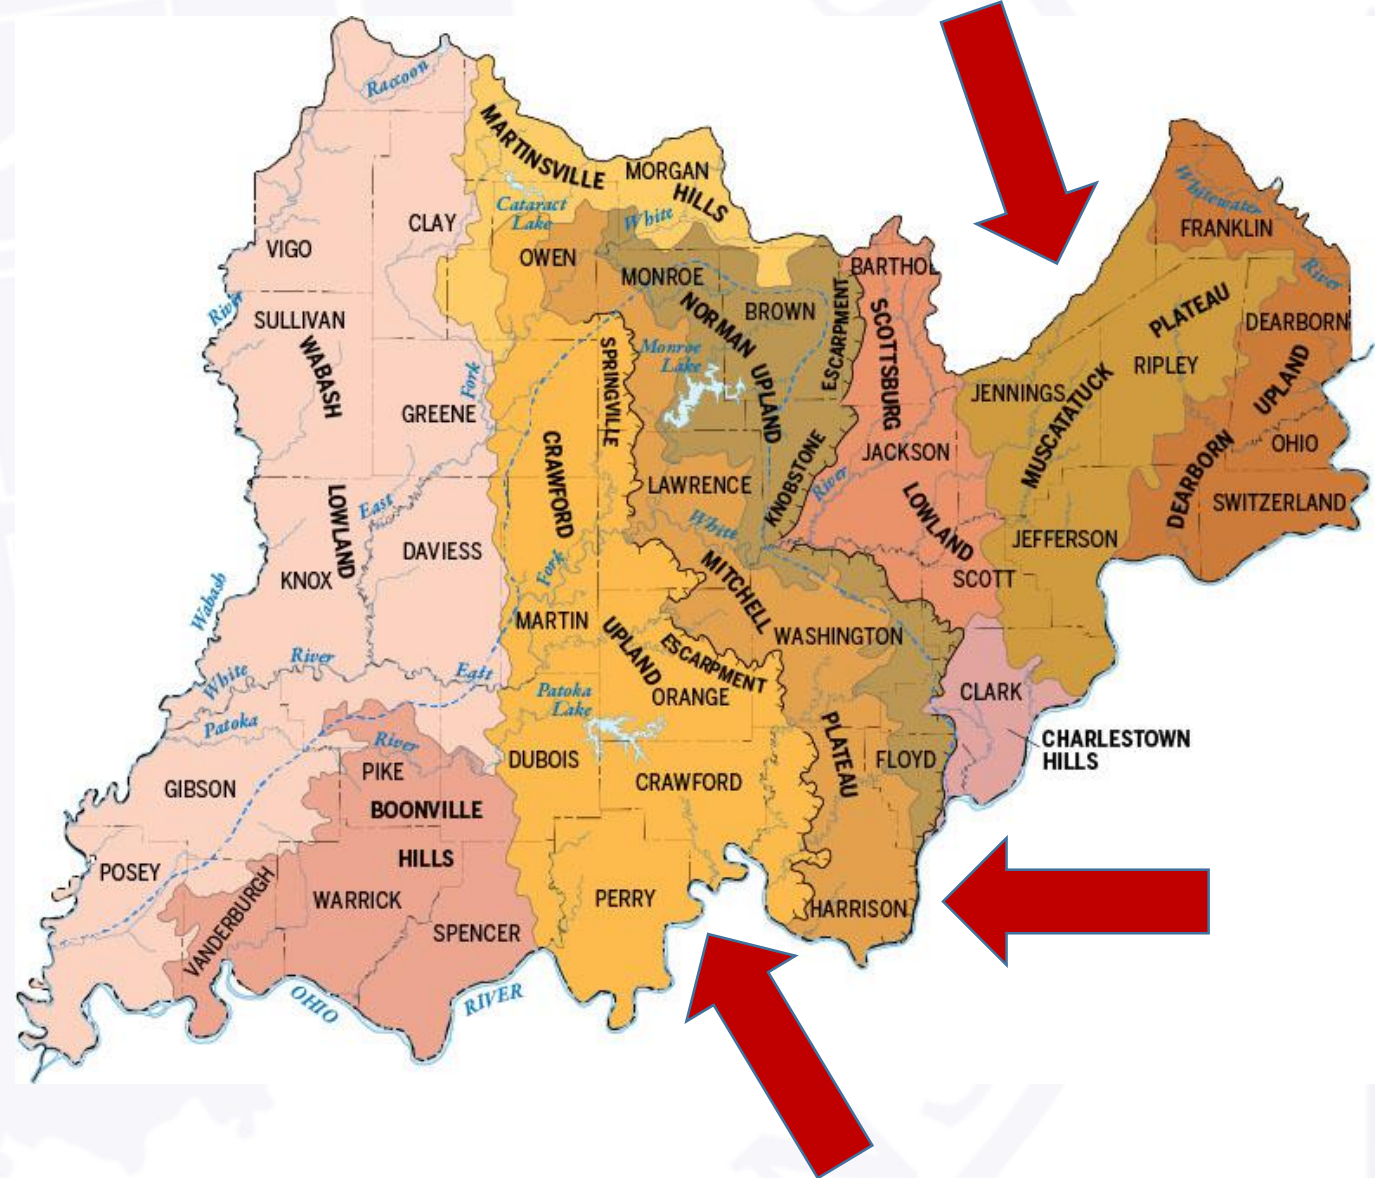 Raccoon
MARTINSVILLE
HILLS
MORGAN
Cataract
Lake
White
Whitewater
River
FRANKLIN
CLAY
VIGO
OWEN
MONROE
BARTHOL
BROWN
NORMAN
UPLAND
KNOBSTONE
ESCARPMENT
SCOTTSBURG
LOWLAND
River
SULLIVAN
WABASH
LOWLAND
Fork
SPRINGVILLE
Monroe
Lake
PLATEAU
MUSCATATUCK
DEARBORN
RIPLEY
JENNINGS
DEARBORN
UPLAND
GREENE
CRAWFORD
UPLAND
JACKSON
River
OHIO
East
LAWRENCE
White
Fork
SWITZERLAND
DAVIESS
JEFFERSON
KNOX
MITCHELL
PLATEAU
SCOTT
Wabash
MARTIN
WASHINGTON
ESCARPMENT
River
East
White
Patoka
Patoka
Lake
ORANGE
CLARK
CHARLESTOWN
HILLS
River
PIKE
DUBOIS
CRAWFORD
FLOYD
GIBSON
BOONVILLE
HILLS
POSEY
VANDERBURGH
WARRICK
SPENCER
PERRY
HARRISON
OHIO
RIVER